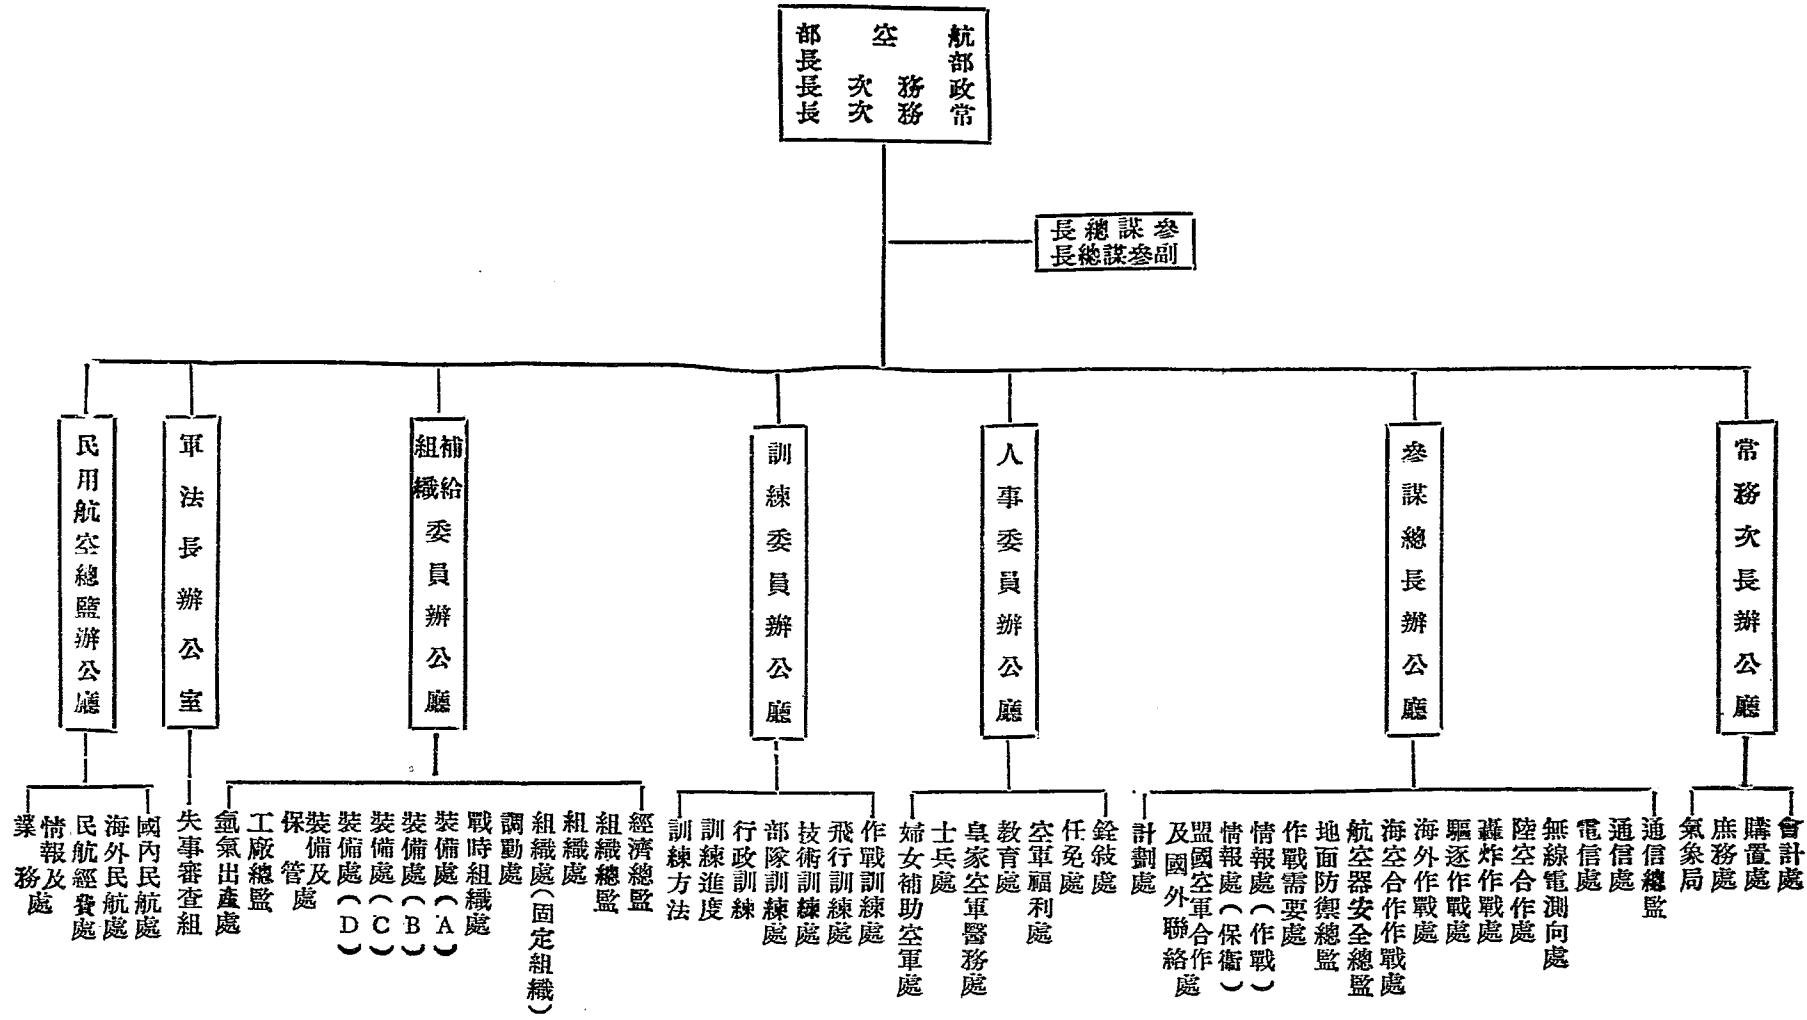 航空部
部長
政務次長
常務次長
參謀總長
副參謀總長
常務次長辦公廳
參謀總長辦公廳
人事委員辦公廳
訓練委員辦公廳
補給
組織
委員辦公廳
軍法長辦公室
民用航空總監辦公廳
會計處
購置處
庶務處
氣象局
通信總監
通信處
電信處
無線電測向處
陸空合作處
轟炸作戰處
驅逐作戰處
海外作戰處
海空合作作戰處
航空器安全總監
地面防禦總監
作戰需要處
情報處(作戰)
情報處(保衞)
盟國空軍合作
及國外聯絡處
計劃處
銓敍處
任免處
空軍福利處
教育處
皇家空軍醫務處
士兵處
婦女補助空軍處
作戰訓練處
飛行訓練處
技術訓練處
部隊訓練處
行政訓練
訓練進度
訓練方法
經濟總監
組織總監
組織處
組織處(固定組織)
調動處
戰時組織處
裝備處(A)
裝備處(B)
裝備處(C)
裝備處(D)
裝備及
保管處
工廠總監
氫氣出產處
失事審查組
國內民航處
海外民航處
民航經費處
情報及
業務處